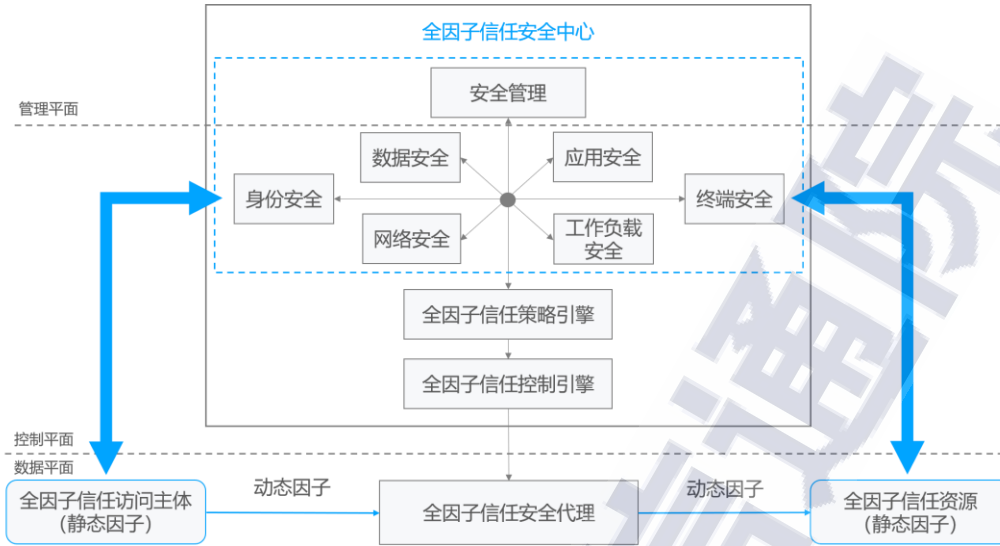 全因子信任安全中心
安全管理
管理平面
数据安全
应用安全
身份安全
终端安全
网络安全
工作负载
安全
全因子信任策略引擎
全因子信任控制引擎
控制平面
数据平面
全因子信任访问主体
（静态因子）
动态因子
全因子信任安全代理
动态因子
全因子信任资源
（静态因子）
通院